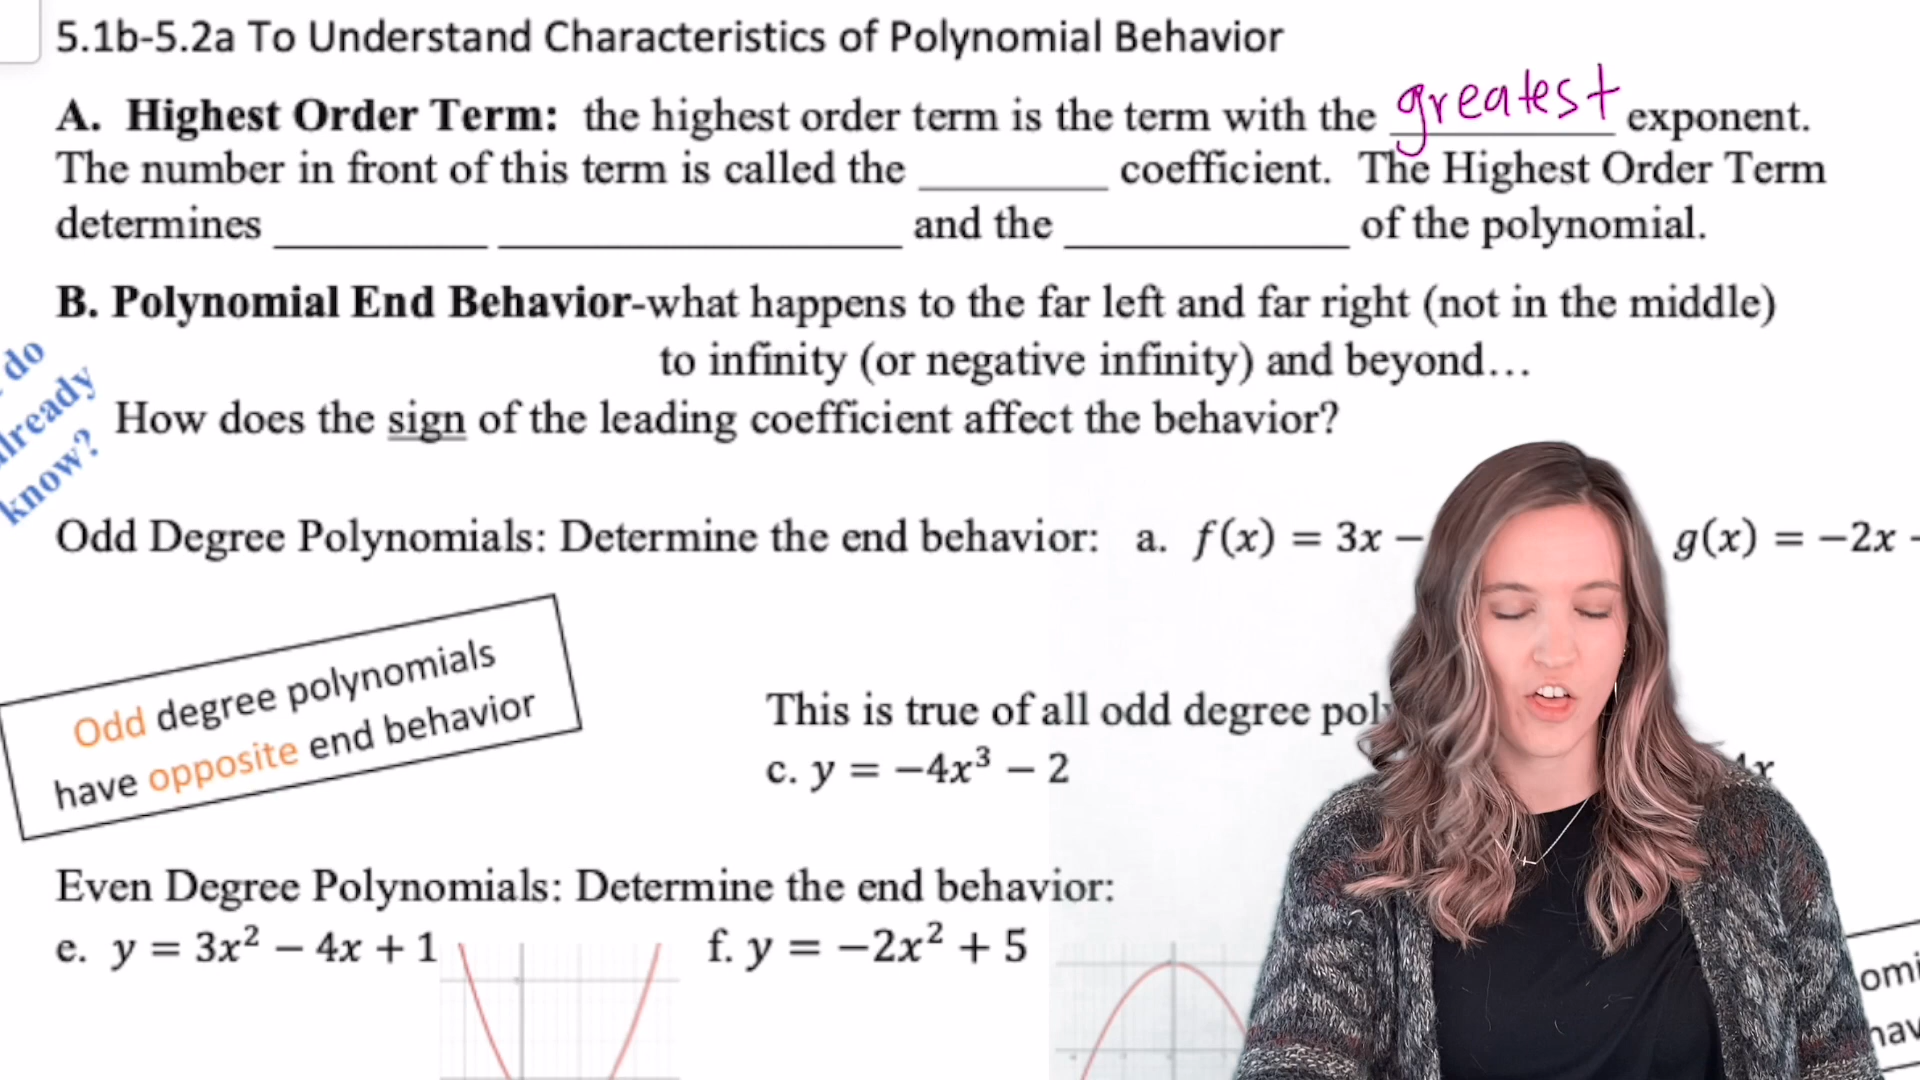 5.1b-5.2a To Understand Characteristics of Polynomial Behavior
A. Highest Order Term: the highest order term is the term with the greatest exponent.
The number in front of this term is called the ________ coefficient. The Highest Order Term
determines ________ ________ and the ________ of the polynomial.
B. Polynomial End Behavior-what happens to the far left and far right (not in the middle)
to infinity (or negative infinity) and beyond…
do
already
know?
How does the sign of the leading coefficient affect the behavior?
Odd Degree Polynomials: Determine the end behavior: a. f(x) = 3x − g(x) = −2x
Odd degree polynomials
have opposite end behavior
This is true of all odd degree
c. y = −4x³ − 2
Even Degree Polynomials: Determine the end behavior:
e. y = 3x² − 4x + 1 f. y = −2x² + 5